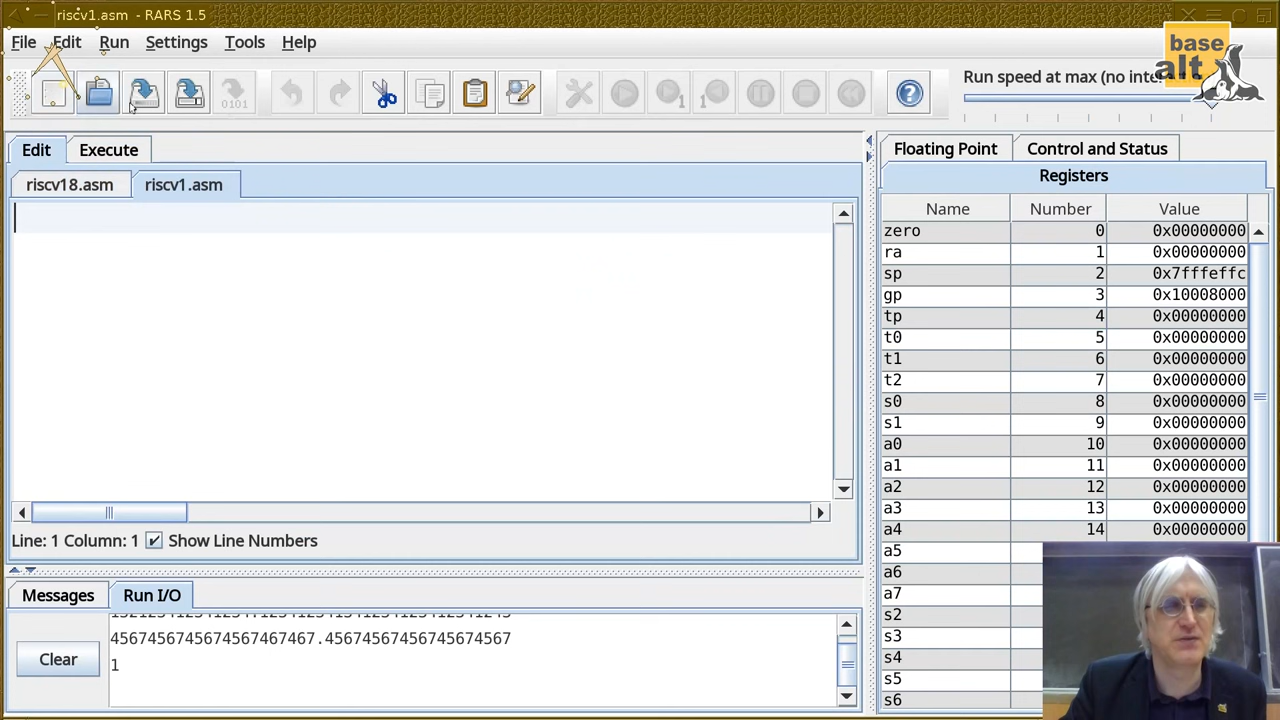 riscv1.asm - RARS 1.5
File Edit Run Settings Tools Help
base
alt
Run speed at max (no inte
0101
1
1
Edit Execute
riscv18.asm riscv1.asm
Line: 1 Column: 1 Show Line Numbers
Messages Run I/O
4567456745674567467467.45674567456745674567
1
Clear
Floating Point Control and Status
Registers
Name Number Value
zero 0 0x00000000
ra 1 0x00000000
sp 2 0x7fffeffc
gp 3 0x10008000
tp 4 0x00000000
t0 5 0x00000000
t1 6 0x00000000
t2 7 0x00000000
s0 8 0x00000000
s1 9 0x00000000
a0 10 0x00000000
a1 11 0x00000000
a2 12 0x00000000
a3 13 0x00000000
a4 14 0x00000000
a5
a6
a7
s2
s3
s4
s5
s6